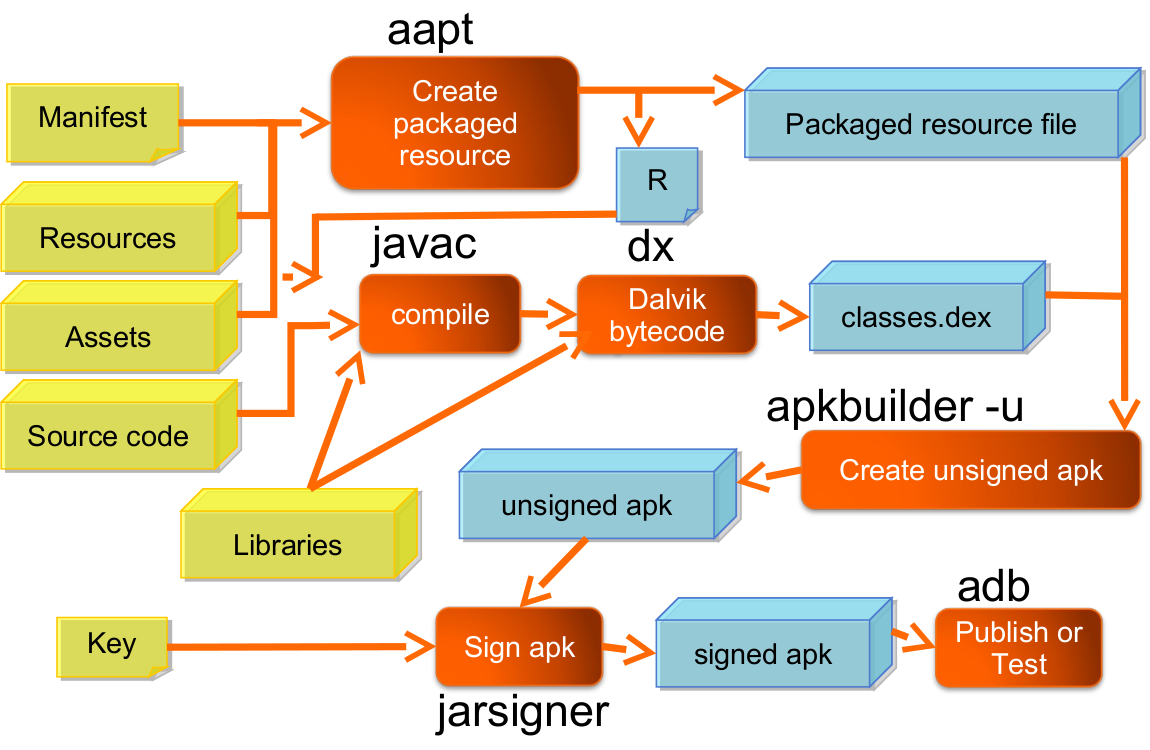 aapt
Manifest
Create
packaged
resource
Packaged resource file
R
Resources
javac
dx
compile
Dalvik
bytecode
classes.dex
Assets
Source code
apkbuilder -u
Create unsigned apk
unsigned apk
Libraries
adb
Key
Sign apk
signed apk
Publish or
Test
jarsigner